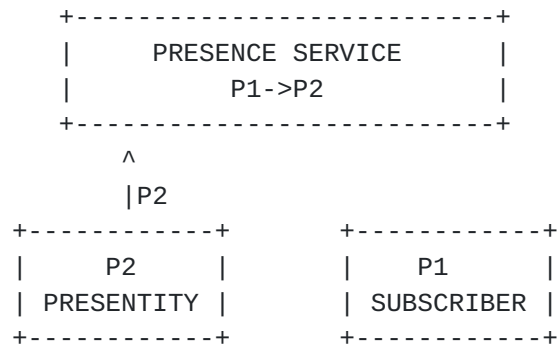 PRESENCE SERVICE
P1->P2
^
|P2
P2 P1
PRESENTITY SUBSCRIBER